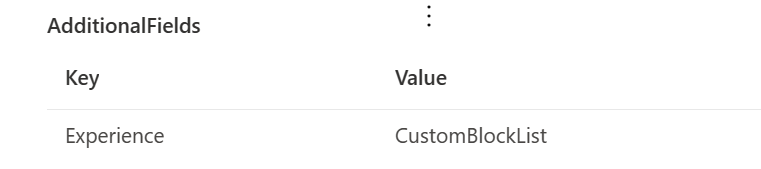 AdditionalFields
Key Value
Experience CustomBlockList